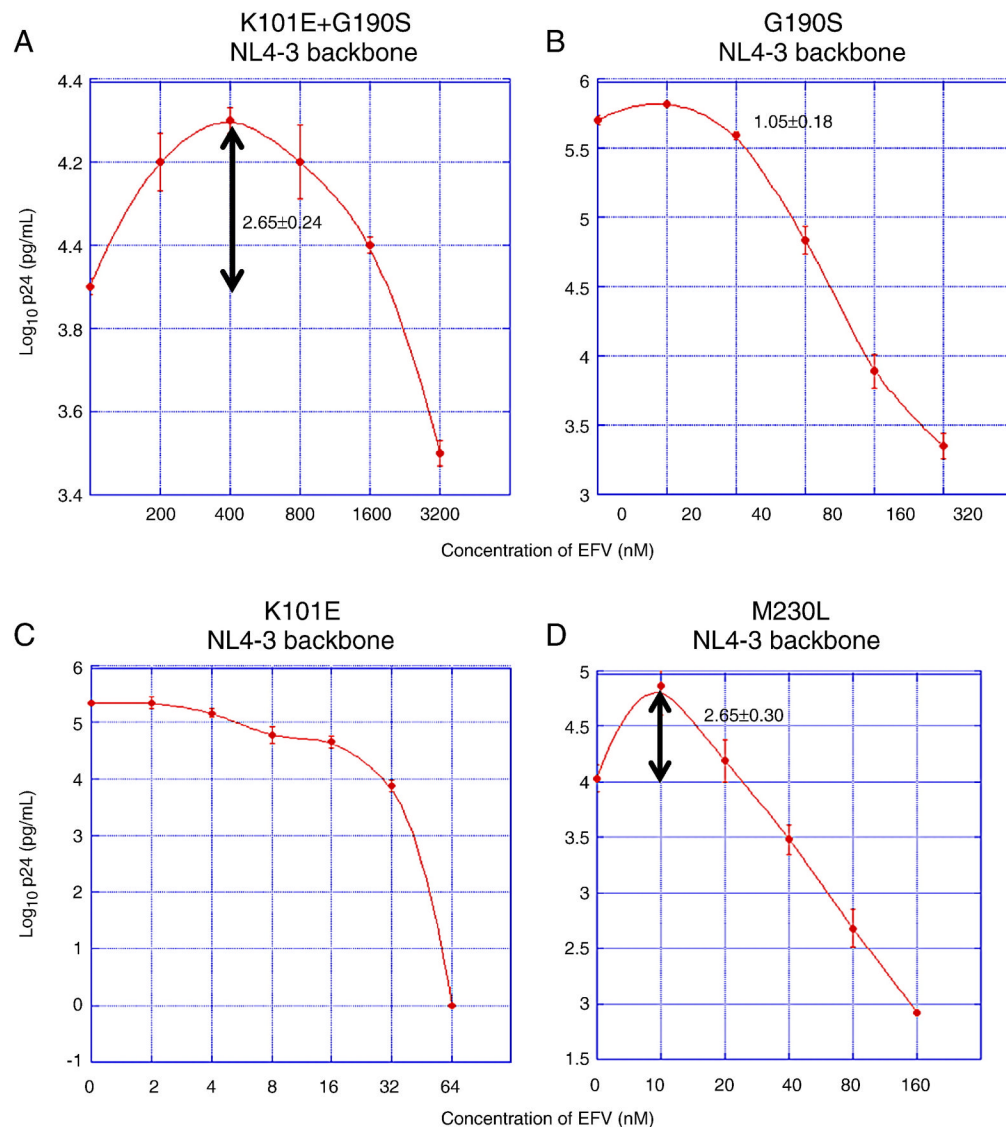 A
K101E+G190S
NL4-3 backbone
4.4
4.3
4.2
4.4
3.8
3.6
3.4
Log10 p24 (pg/mL)
2.65±0.24
200 400 800 1600 3200
B
G190S
NL4-3 backbone
6
5.5
5
4.5
4
3.5
3
1.05±0.18
0 20 40 80 160 320
Concentration of EFV (nM)
C
K101E
NL4-3 backbone
6
5
4
3
2
1
0
-1
Log10 p24 (pg/mL)
0 2 4 8 16 32 64
D
M230L
NL4-3 backbone
5
4.5
4
3.5
3
2.5
3
1.5
2.65±0.30
0 10 20 40 80 160
Concentration of EFV (nM)